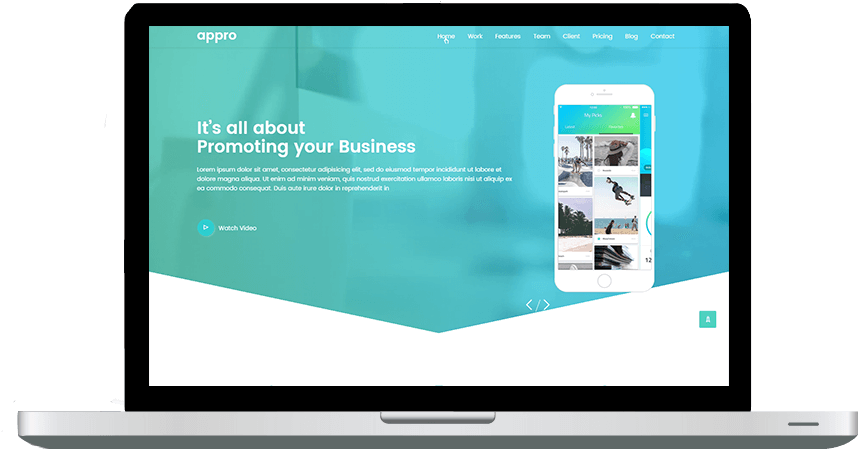 appro
Home Work Features Team Client Pricing Blog Contact
It's all about
Promoting your Business
Lorem ipsum dolor sit amet, consectetur adipisicing elit, sed do eiusmod tempor incididunt ut labore et
dolore magna aliqua. Ut enim ad minim veniam, quis nostrud exercitation ullamco laboris nisi ut aliquip ex
ea commodo consequat. Duis aute irure dolor in reprehenderit in
Watch Video
My Picks
</>
12